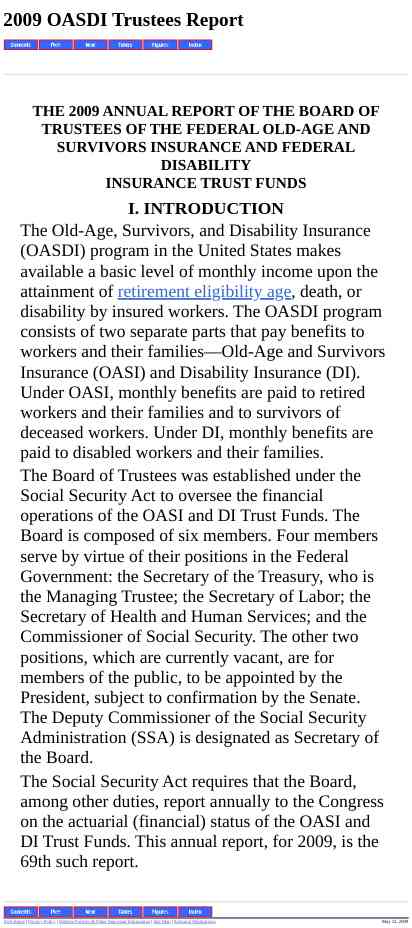 2009 OASDI Trustees Report
Contents Prev Next Tables Figures Index
THE 2009 ANNUAL REPORT OF THE BOARD OF
TRUSTEES OF THE FEDERAL OLD-AGE AND
SURVIVORS INSURANCE AND FEDERAL
DISABILITY
INSURANCE TRUST FUNDS
I. INTRODUCTION
The Old-Age, Survivors, and Disability Insurance
(OASDI) program in the United States makes
available a basic level of monthly income upon the
attainment of retirement eligibility age, death, or
disability by insured workers. The OASDI program
consists of two separate parts that pay benefits to
workers and their families—Old-Age and Survivors
Insurance (OASI) and Disability Insurance (DI).
Under OASI, monthly benefits are paid to retired
workers and their families and to survivors of
deceased workers. Under DI, monthly benefits are
paid to disabled workers and their families.
The Board of Trustees was established under the
Social Security Act to oversee the financial
operations of the OASI and DI Trust Funds. The
Board is composed of six members. Four members
serve by virtue of their positions in the Federal
Government: the Secretary of the Treasury, who is
the Managing Trustee; the Secretary of Labor; the
Secretary of Health and Human Services; and the
Commissioner of Social Security. The other two
positions, which are currently vacant, are for
members of the public, to be appointed by the
President, subject to confirmation by the Senate.
The Deputy Commissioner of the Social Security
Administration (SSA) is designated as Secretary of
the Board.
The Social Security Act requires that the Board,
among other duties, report annually to the Congress
on the actuarial (financial) status of the OASI and
DI Trust Funds. This annual report, for 2009, is the
69th such report.
Contents Prev Next Tables Figures Index
May 12, 2009